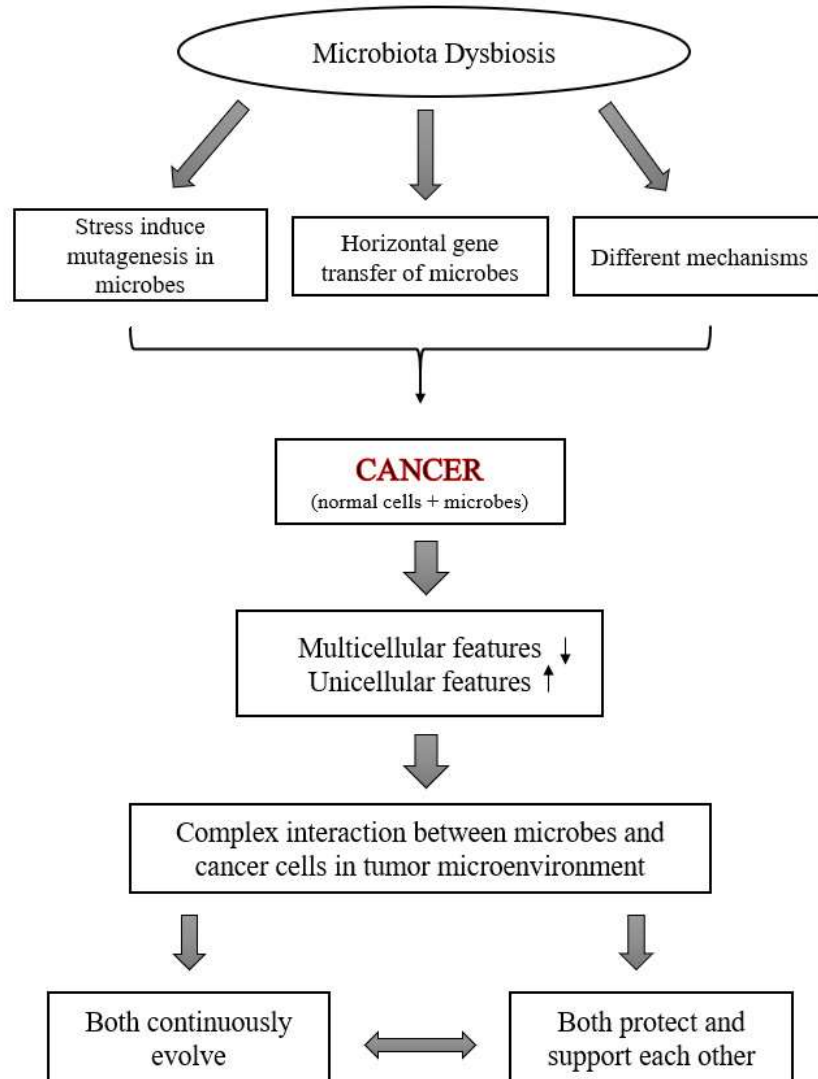 Microbiota Dysbiosis
Stress induce
mutagenesis in
microbes
Horizontal gene
transfer of microbes
Different mechanisms
CANCER
(normal cells + microbes)
Multicellular features ↓
Unicellular features ↑
Complex interaction between microbes and
cancer cells in tumor microenvironment
Both continuously
evolve
Both protect and
support each other